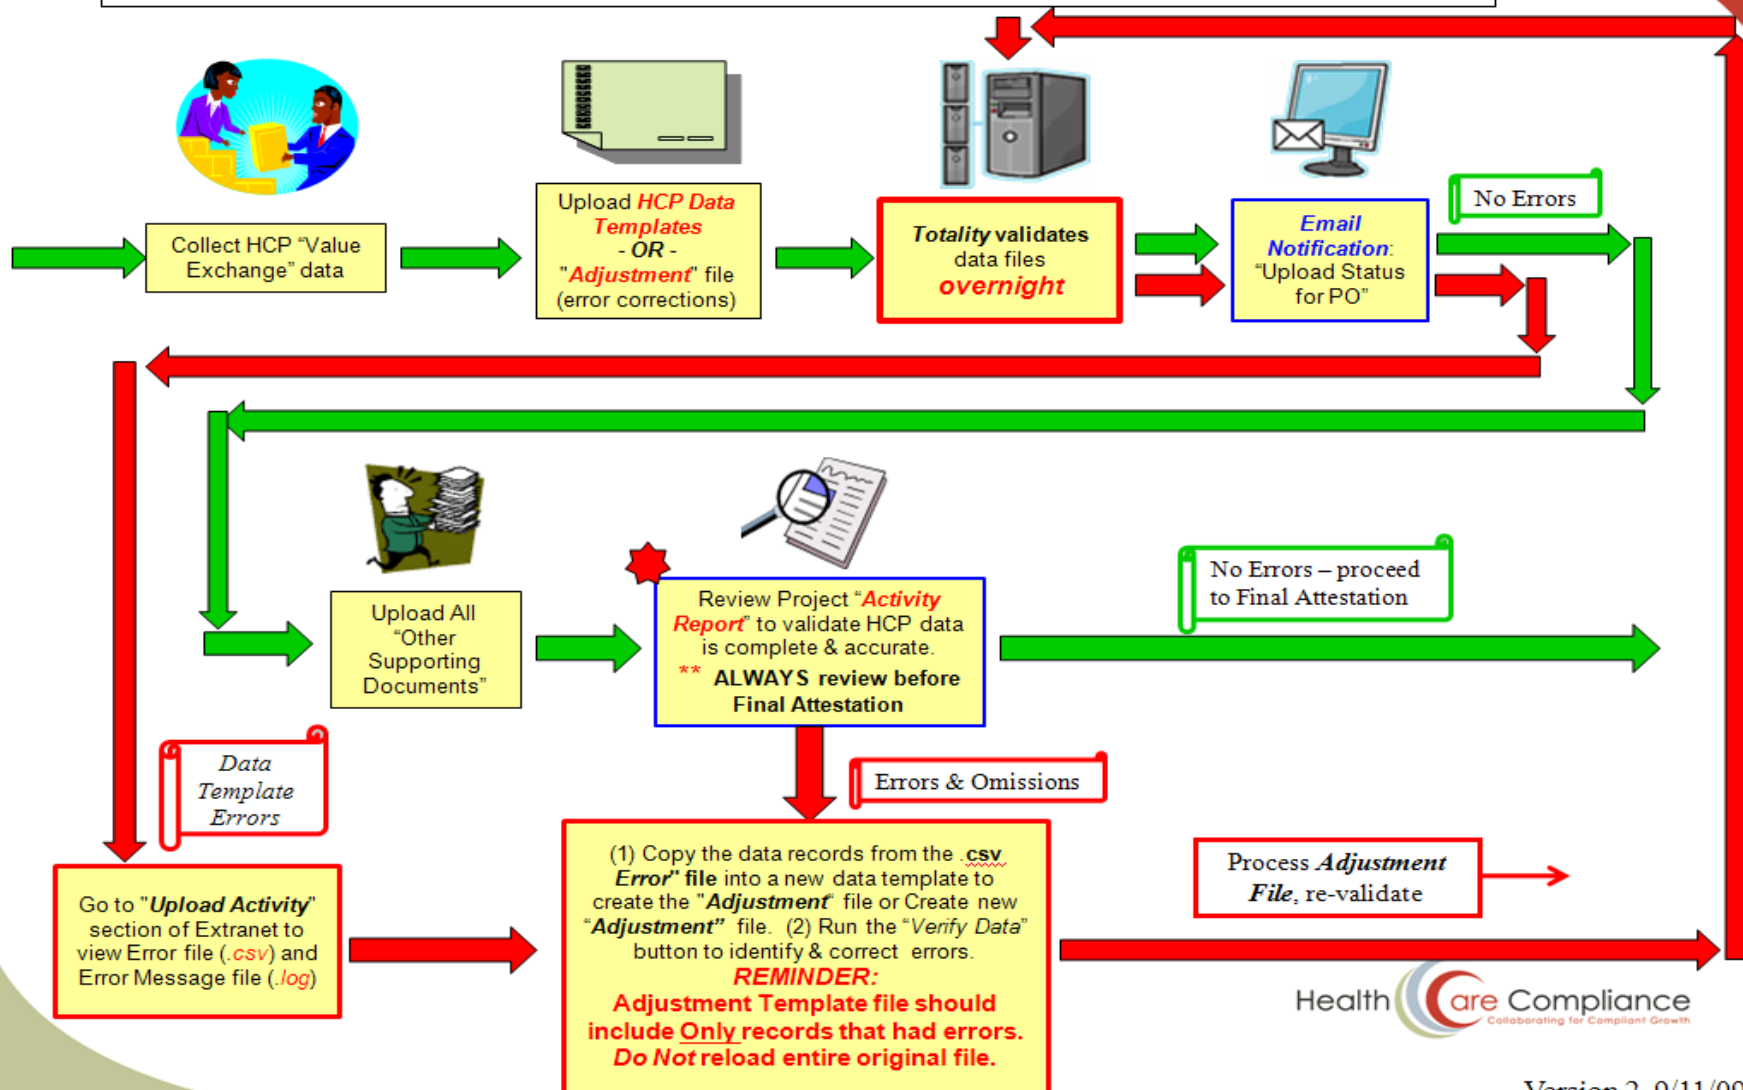 Collect HCP “Value
Exchange” data
Upload HCP Data
Templates
- OR -
"Adjustment" file
(error corrections)
Totality validates
data files
overnight
Email
Notification:
“Upload Status
for PO”
No Errors
Upload All
“Other
Supporting
Documents”
Review Project “Activity
Report” to validate HCP data
is complete & accurate.
** ALWAYS review before
Final Attestation
No Errors – proceed
to Final Attestation
Data
Template
Errors
Errors & Omissions
Go to "Upload Activity"
section of Extranet to
view Error file (.csv) and
Error Message file (.log)
(1) Copy the data records from the .csv
Error" file into a new data template to
create the "Adjustment“ file or Create new
“Adjustment” file. (2) Run the “Verify Data”
button to identify & correct errors.
REMINDER:
Adjustment Template file should
include Only records that had errors.
Do Not reload entire original file.
Process Adjustment
File, re-validate
Health Care Compliance
Collaborating for Compliant Growth
Version 2, 9/11/09